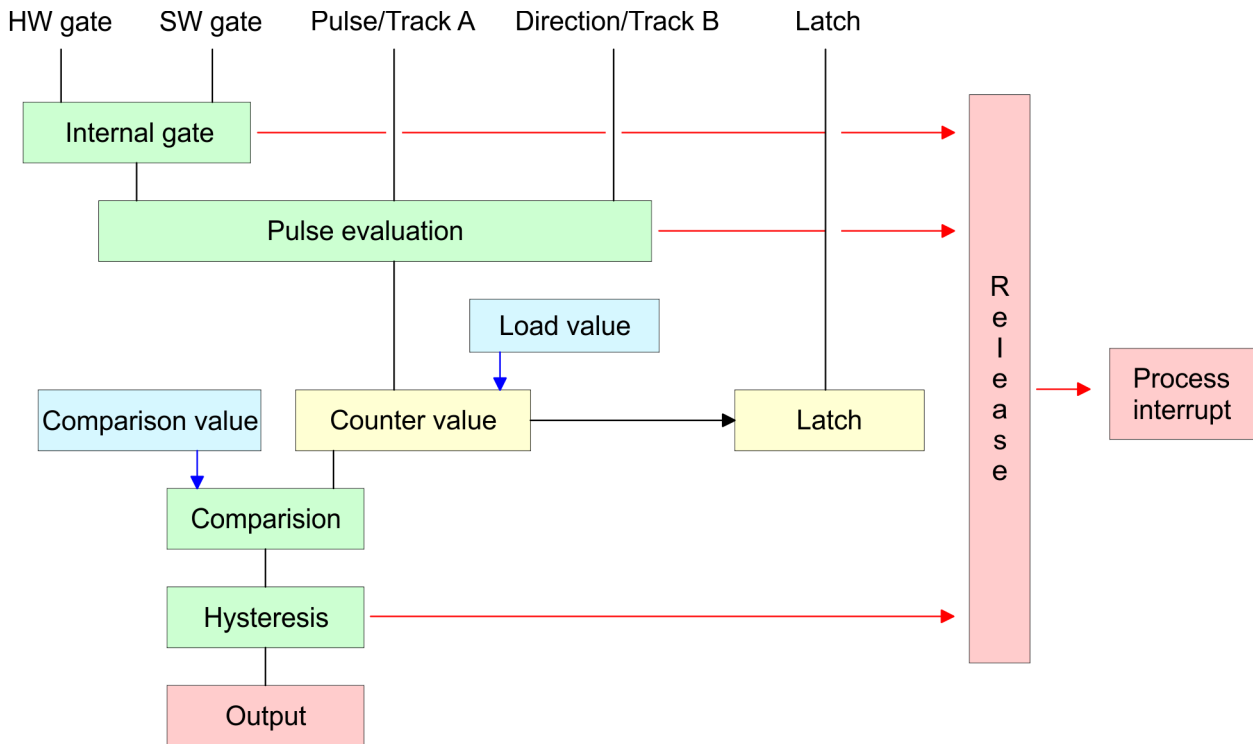 HW gate
SW gate
Pulse/Track A
Direction/Track B
Latch
Internal gate
Pulse evaluation
Load value
Release
Process
interrupt
Comparison value
Counter value
Latch
Comparision
Hysteresis
Output